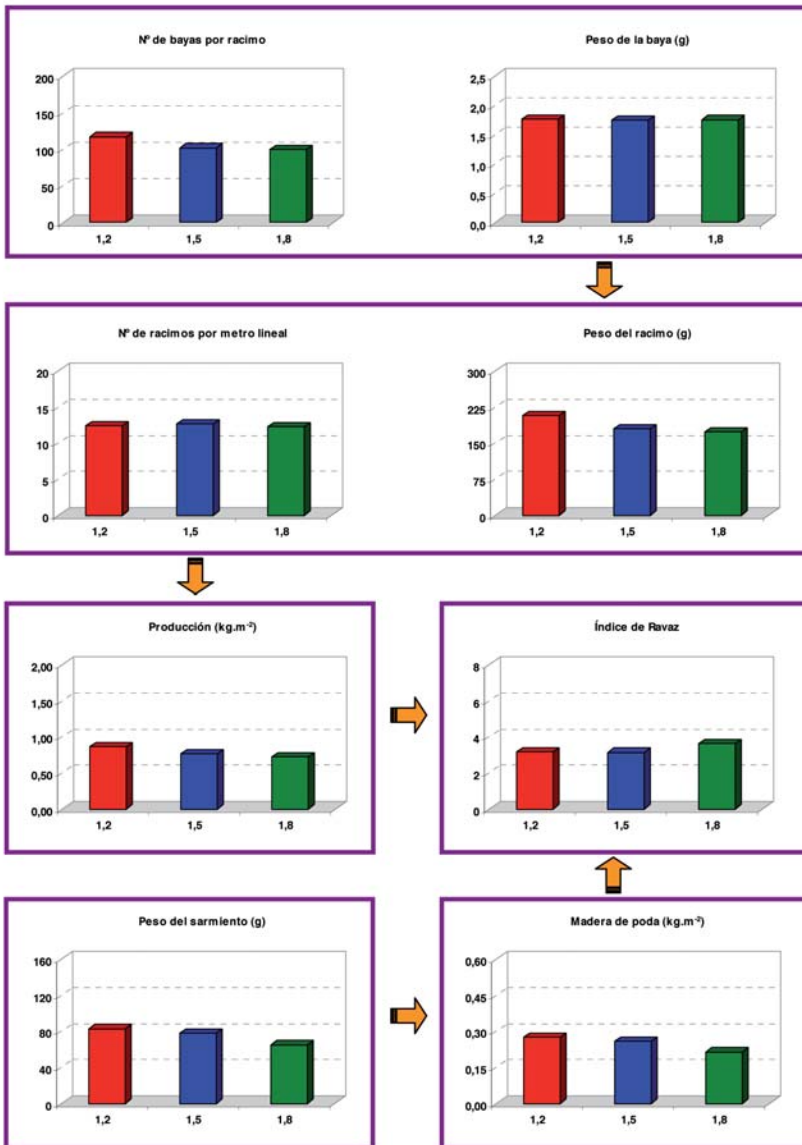 Nº de bayas por racimo
200
150
100
50
0
1,2 1,5 1,8
Peso de la baya (g)
2,5
2,0
1,5
1,0
0,5
0,0
1,2 1,5 1,8
Nº de racimos por metro lineal
20
15
10
5
0
1,2 1,5 1,8
Peso del racimo (g)
300
225
150
75
0
1,2 1,5 1,8
Producción (kg.m⁻²)
2,00
1,50
1,00
0,50
0,00
1,2 1,5 1,8
Índice de Ravaz
8
6
4
2
0
1,2 1,5 1,8
Peso del sarmiento (g)
160
120
80
40
0
1,2 1,5 1,8
Madera de poda (kg.m⁻²)
0,60
0,45
0,30
0,15
0,00
1,2 1,5 1,8